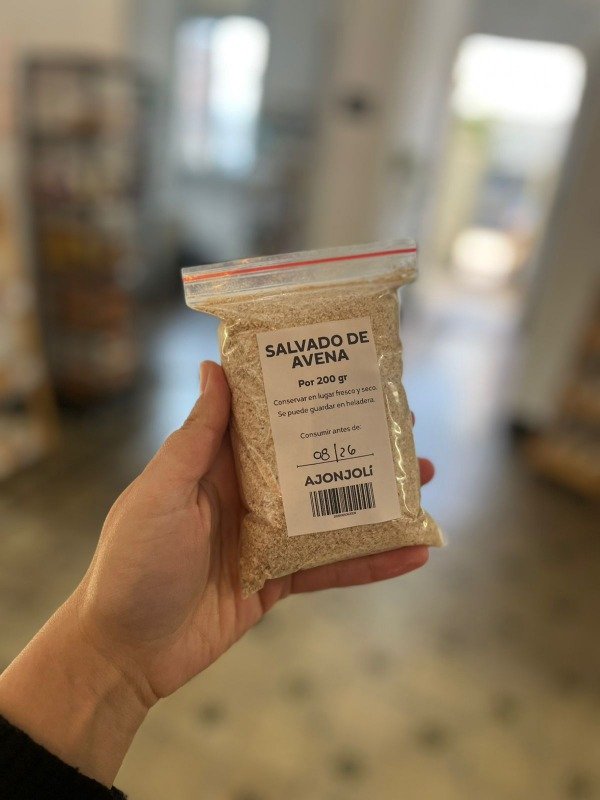 SALVADO DE
AVENA
Por 200 gr
Conservar en lugar fresco y seco.
Se puede guardar en heladera.
Consumir antes de:
08/26
AJONJOLí